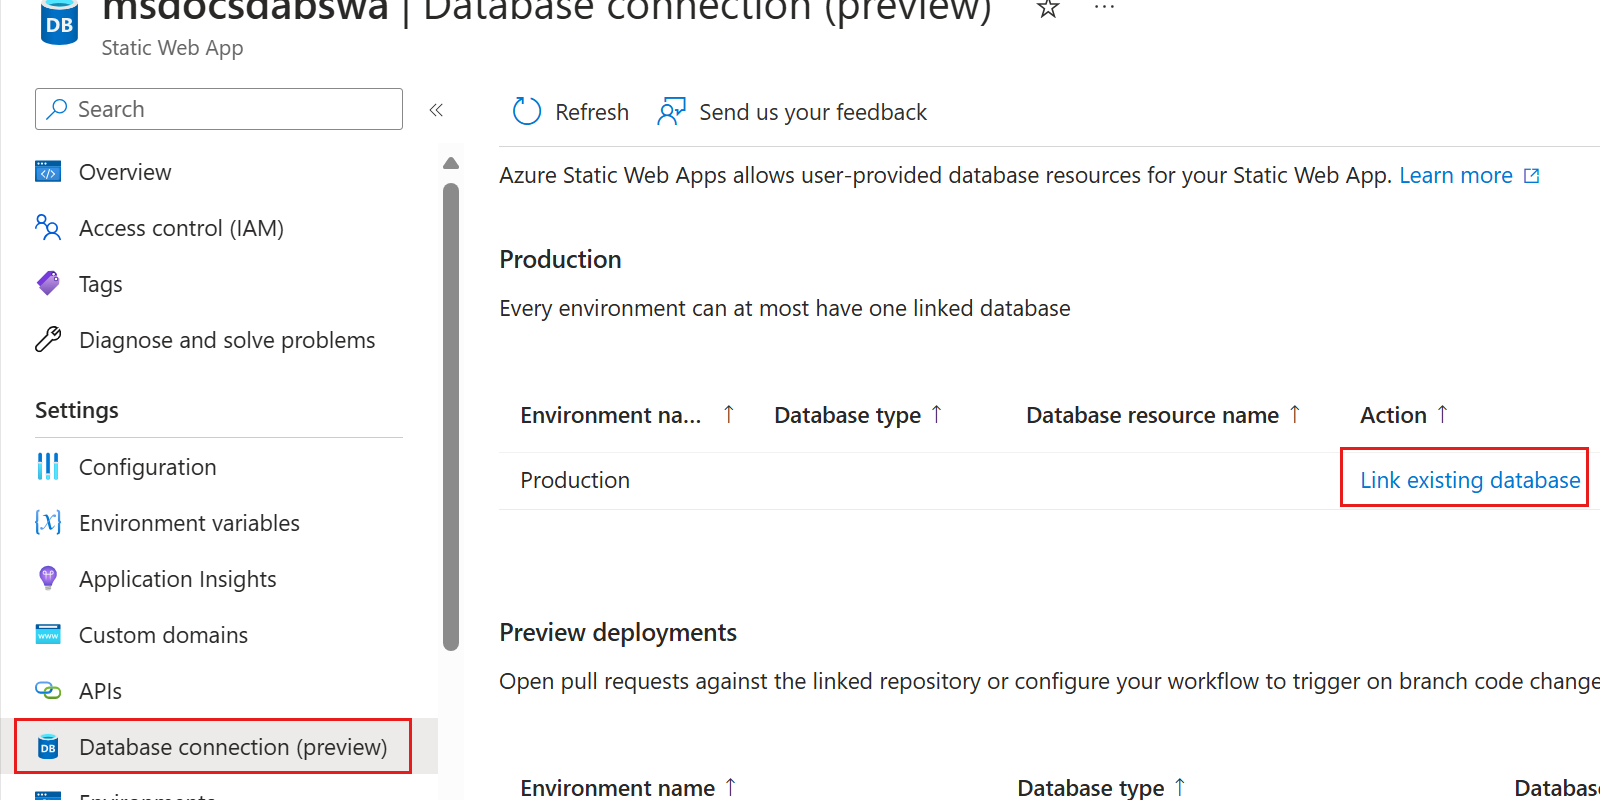 msdocsdabswa | Database connection (preview)
Static Web App
Search
Refresh
Send us your feedback
Overview
Access control (IAM)
Tags
Diagnose and solve problems
Settings
Configuration
Environment variables
Application Insights
Custom domains
APIs
Database connection (preview)
Environments
Azure Static Web Apps allows user-provided database resources for your Static Web App. Learn more
Production
Every environment can at most have one linked database
Environment na... ↑ Database type ↑ Database resource name ↑ Action ↑
Production Link existing database
Preview deployments
Open pull requests against the linked repository or configure your workflow to trigger on branch code change
Environment name ↑ Database type ↑ Databas